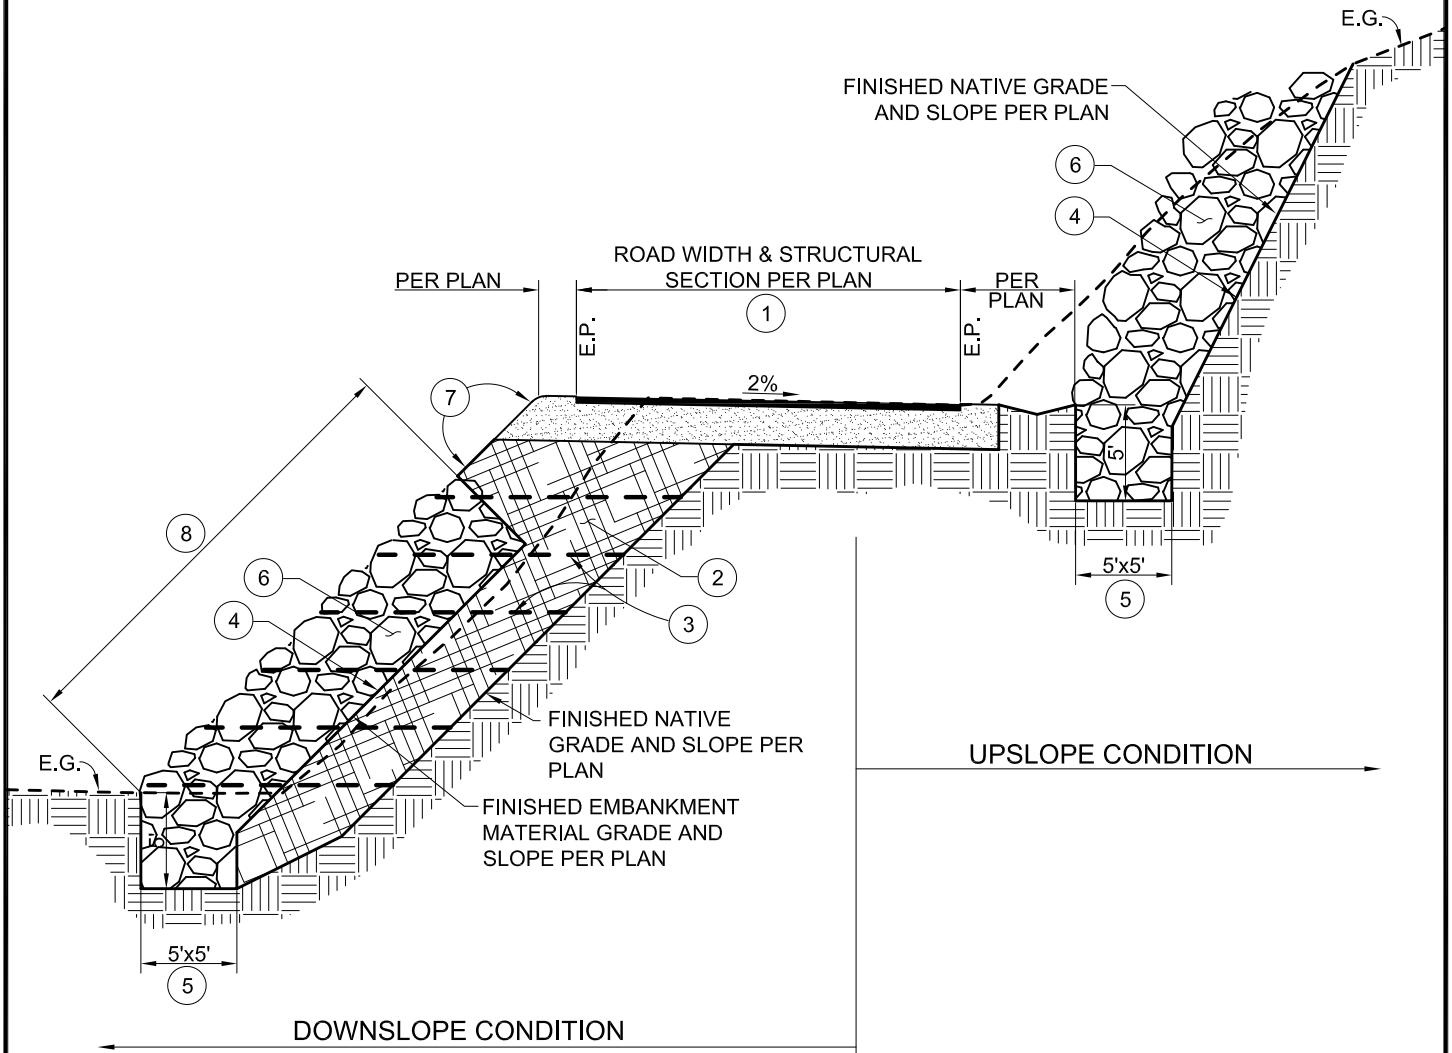 E.G.
FINISHED NATIVE GRADE
AND SLOPE PER PLAN
6
4
ROAD WIDTH & STRUCTURAL
SECTION PER PLAN
1
PER PLAN
PER
PLAN
E.P.
E.P.
2%
7
5'
8
5'x5'
5
2
6
3
4
FINISHED NATIVE
GRADE AND SLOPE PER
PLAN
UPSLOPE CONDITION
E.G.
FINISHED EMBANKMENT
MATERIAL GRADE AND
SLOPE PER PLAN
5'
5'x5'
5
DOWNSLOPE CONDITION